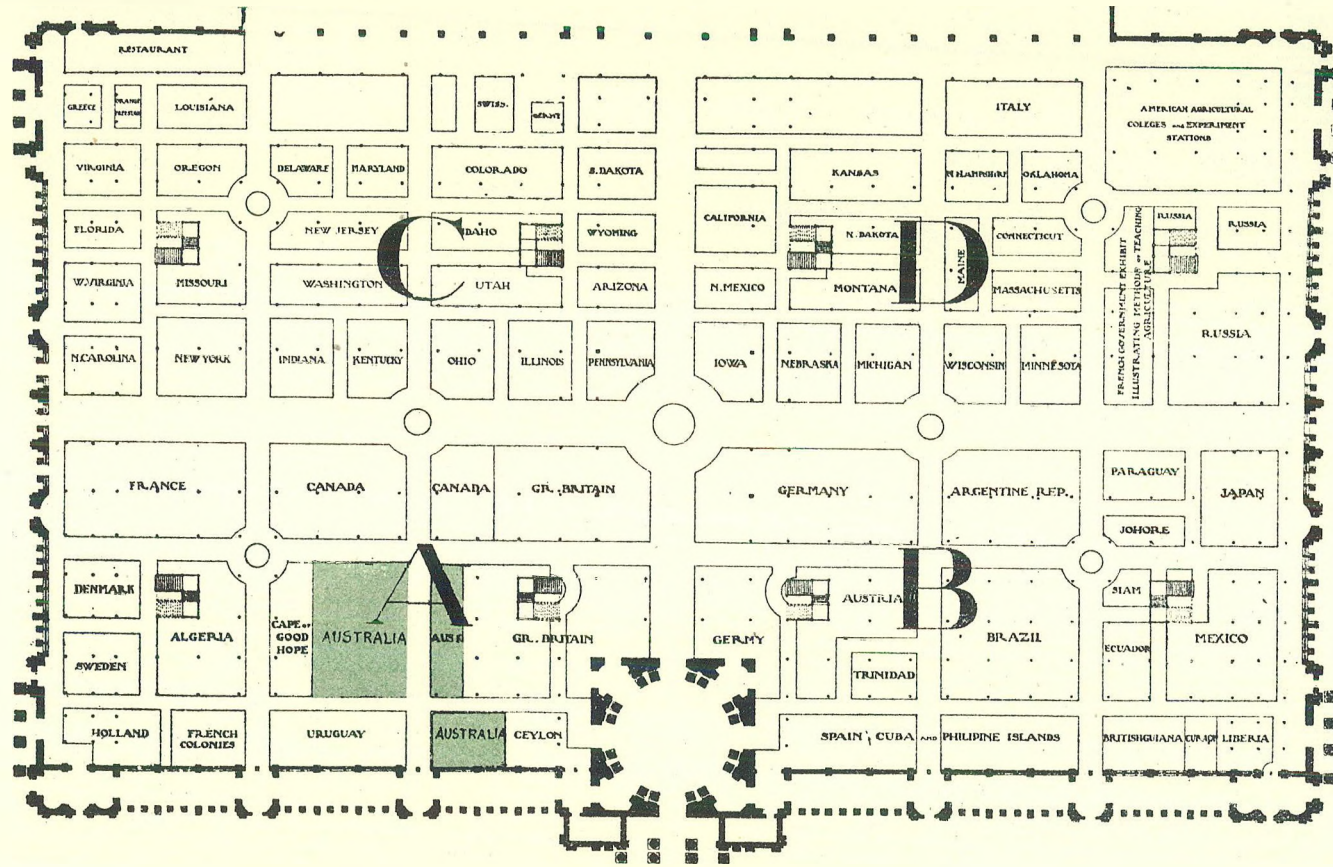 RESTAURANT
GREECE
ORANGE
LOUISIANA
SWISS.
GERMY
ITALY
AMERICAN AGRICULTURAL
COLEGES AND EXPERIMENT
STATIONS
VIRGINIA
OREGON
DELAWARE
MARYLAND
COLORADO
S. DAKOTA
KANSAS
N HAMPSHIRE
OKLAHOMA
FLORIDA
NEW JERSEY
C
IDAHO
WYOMING
CALIFORNIA
N. DAKOTA
D
MAINE
CONNECTICUT
FRENCH GOVERNMENT EXHIBIT
ILLUSTRATING METHODS OF TEACHING
AGRICULTURE
RUSSIA
RUSSIA
W.VIRGINIA
MISSOURI
WASHINGTON
UTAH
ARIZONA
N. MEXICO
MONTANA
MASSACHUSETTS
N.CAROLINA
NEW YORK
INDIANA
KENTUCKY
OHIO
ILLINOIS
PENNSYLVANIA
IOWA
NEBRASKA
MICHIGAN
WISCONSIN
MINNESOTA
RUSSIA
FRANCE
CANADA
CANADA
GR. BRITAIN
GERMANY
ARGENTINE REP.
PARAGUAY
JAPAN
JOHORE
DENMARK
ALGERIA
CAPE OF
GOOD
HOPE
AUSTRALIA
A
AUSR
GR. BRITAIN
GERMY
AUSTRIA
B
BRAZIL
SIAM
MEXICO
SWEDEN
TRINIDAD
ECUADOR
HOLLAND
FRENCH
COLONIES
URUGUAY
AUSTRALIA
CEYLON
SPAIN, CUBA AND PHILIPINE ISLANDS
BRITISH GUIANA
LIBERIA